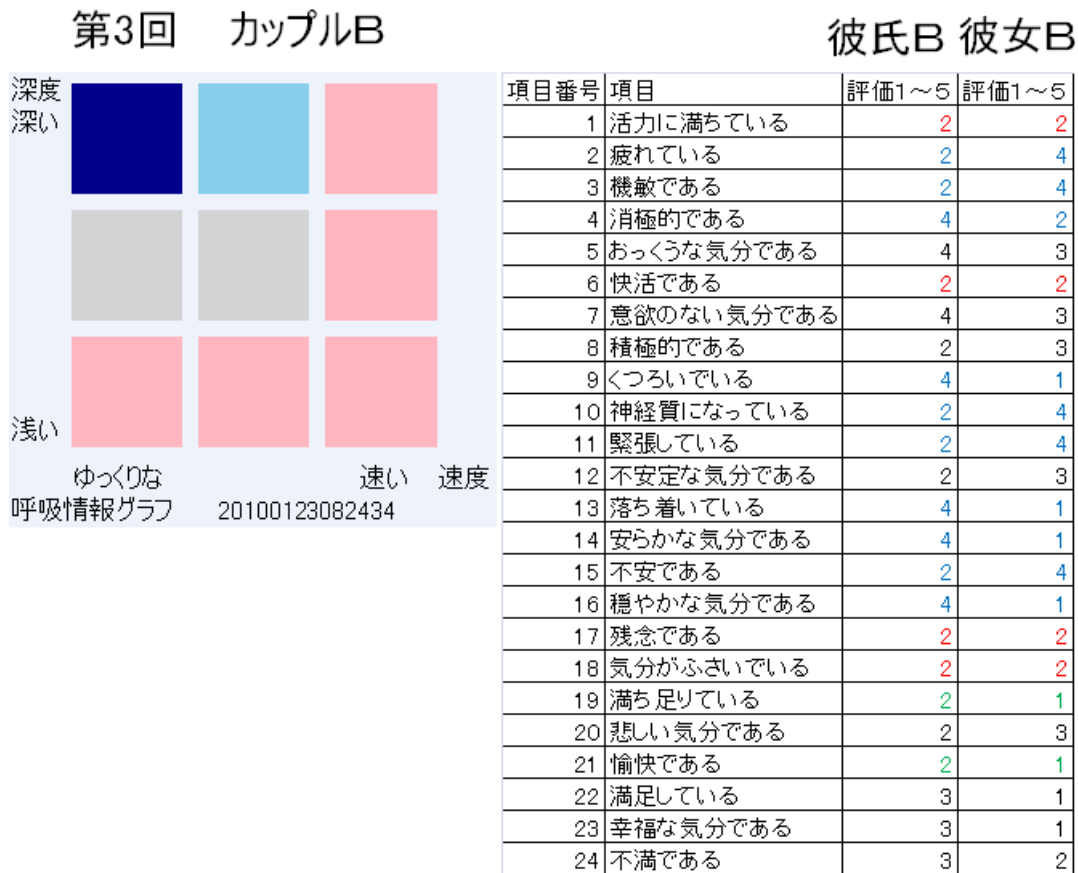 第3回 カップルB
彼氏B 彼女B
深度
深い
浅い
ゆっくりな 速い 速度
呼吸情報グラフ 20100123082434
項目番号 項目 評価1～5 評価1～5
1 活力に満ちている 2 2
2 疲れている 2 4
3 機敏である 2 4
4 消極的である 4 2
5 おっくうな気分である 4 3
6 快活である 2 2
7 意欲のない気分である 4 3
8 積極的である 2 3
9 くつろいでいる 4 1
10 神経質になっている 2 4
11 緊張している 2 4
12 不安定な気分である 2 3
13 落ち着いている 4 1
14 安らかな気分である 4 1
15 不安である 2 4
16 穏やかな気分である 4 1
17 残念である 2 2
18 気分がふさいでいる 2 2
19 満ち足りている 2 1
20 悲しい気分である 2 3
21 愉快である 2 1
22 満足している 3 1
23 幸福な気分である 3 1
24 不満である 3 2